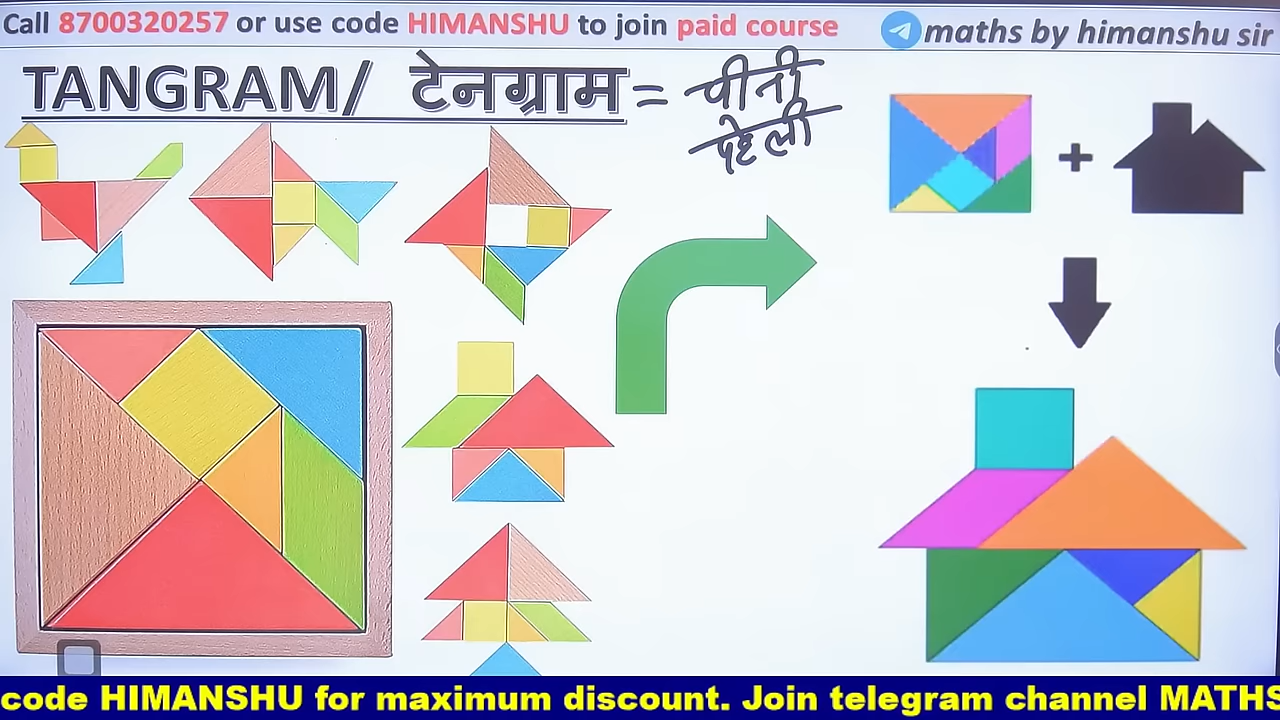 Call 8700320257 or use code HIMANSHU to join paid course
maths by himanshu sir
TANGRAM/ टेनग्राम = चीनी
पहेली
code HIMANSHU for maximum discount. Join telegram channel MATHS